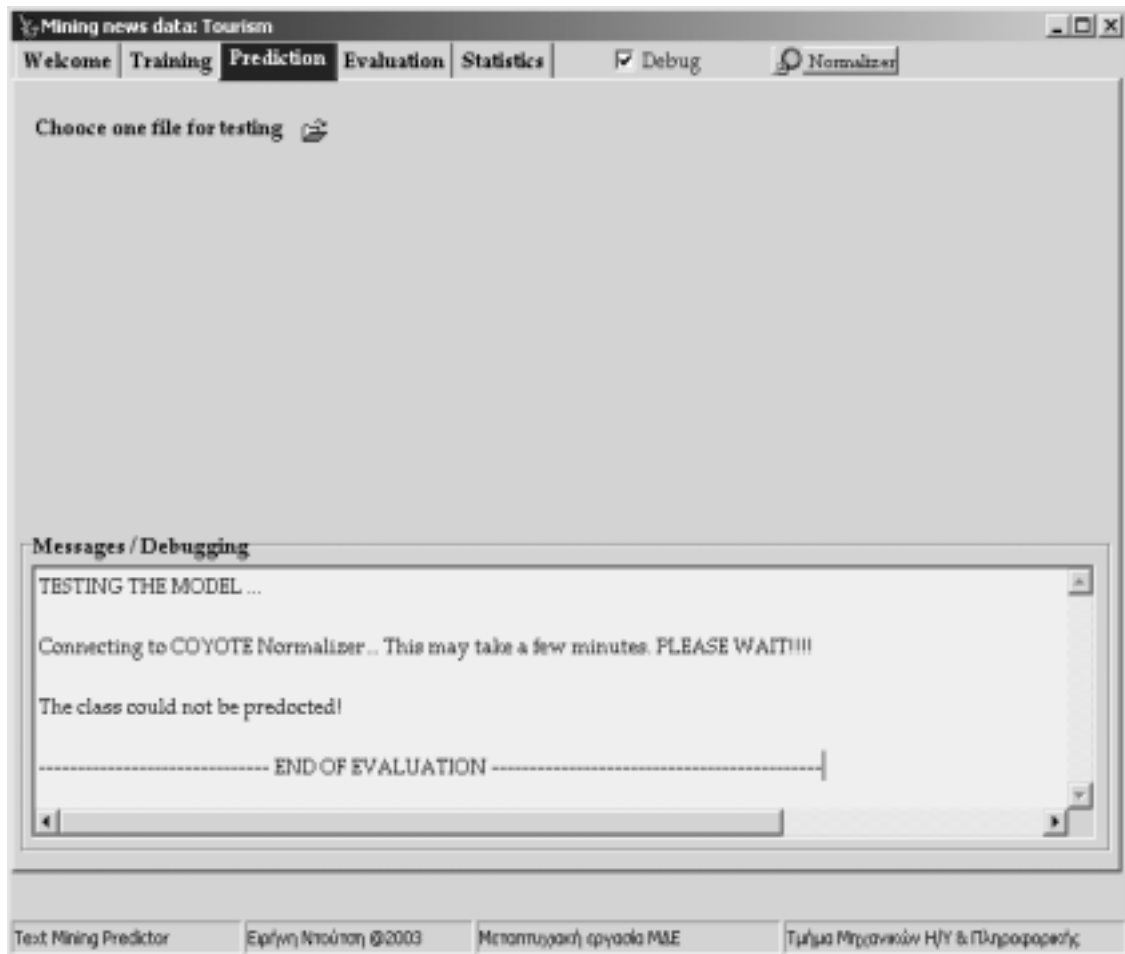 Mining news data: Tourism
Welcome Training Prediction Evaluation Statistics Debug Normalizer
Chooce one file for testing
Messages / Debugging
TESTING THE MODEL ...
Connecting to COYOTE Normalizer... This may take a few minutes. PLEASE WAIT!!!!
The class could not be predocted!
------------------------------ END OF EVALUATION -------------------------------------------
Text Mining Predictor Ειρήνη Ντούτση @2003 Μεταπτυχιακή εργασία ΜΔΕ Τμήμα Μηχανικών Η/Υ & Πληροφορικής